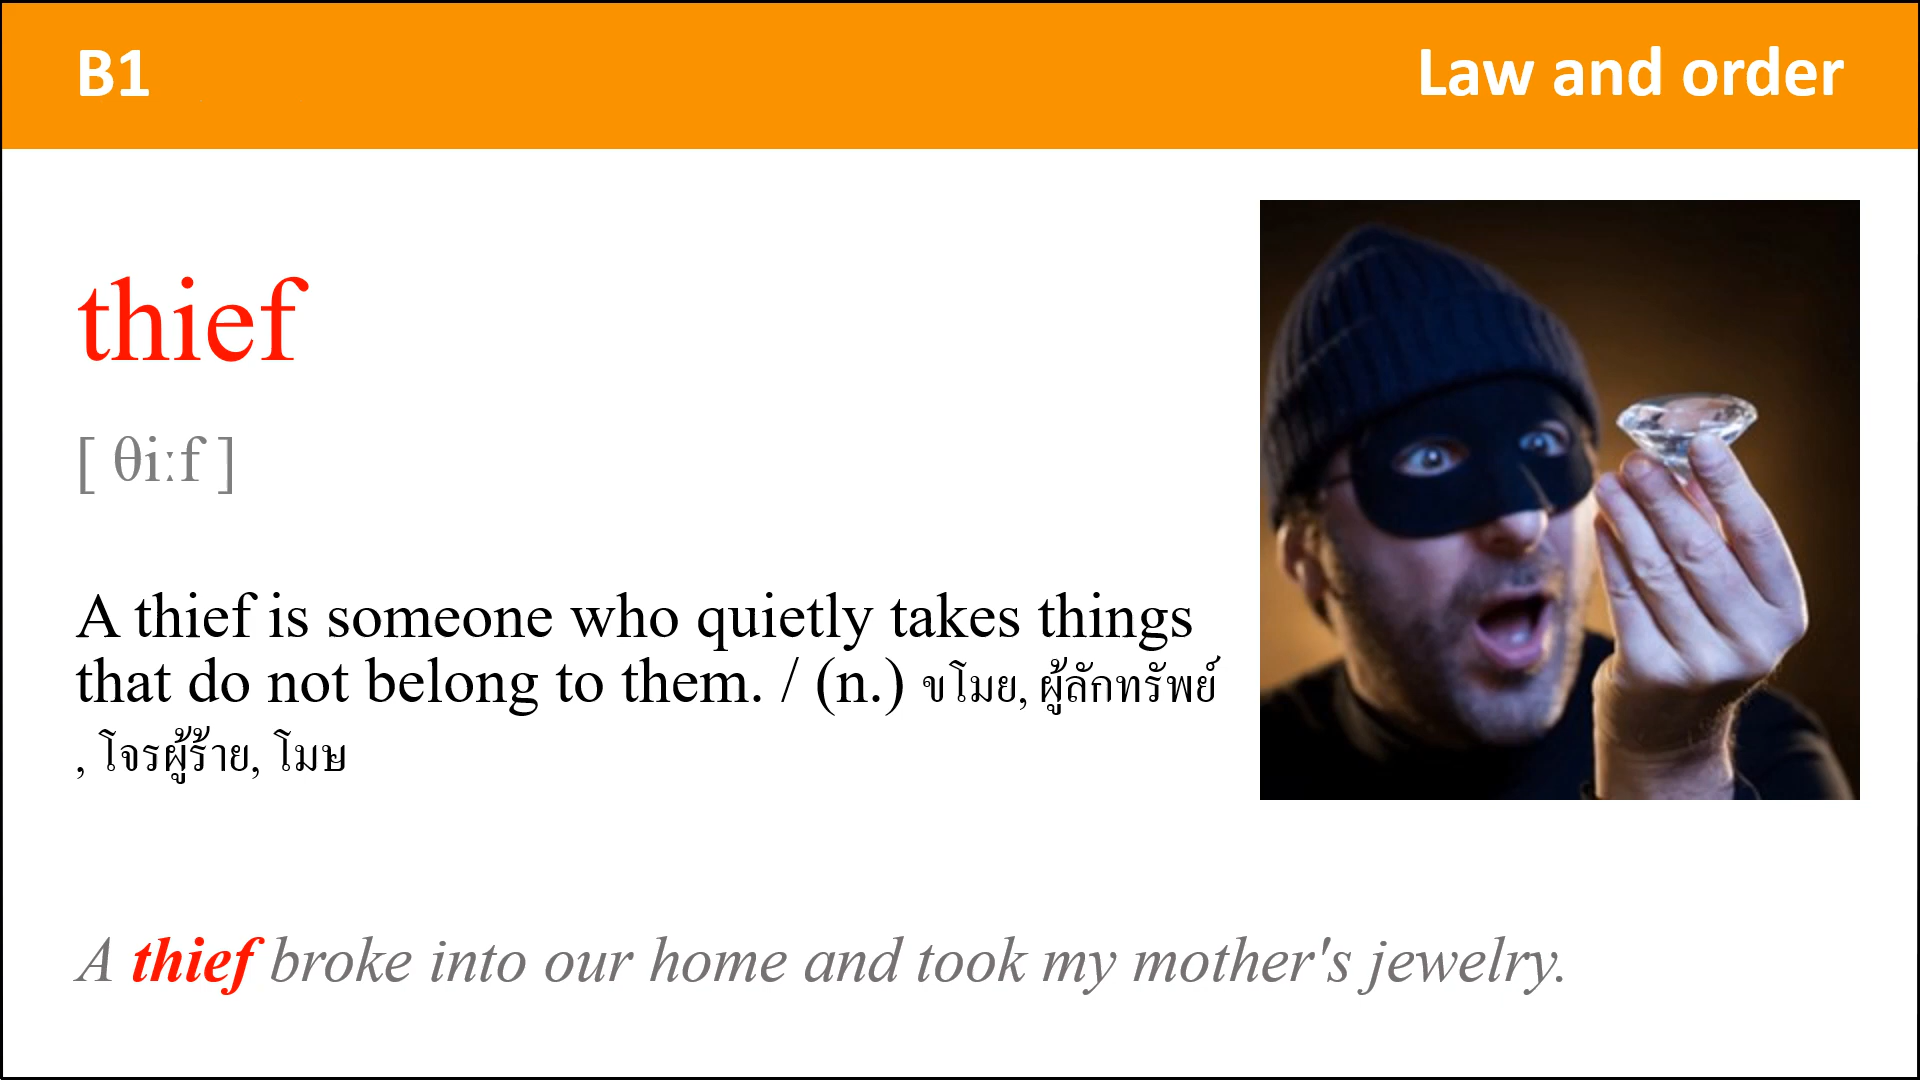 B1
Law and order
thief
[ θiːf ]
A thief is someone who quietly takes things
that do not belong to them. / (n.) ขโมย, ผู้ลักทรัพย์
, โจรผู้ร้าย, โมษ
A thief broke into our home and took my mother's jewelry.